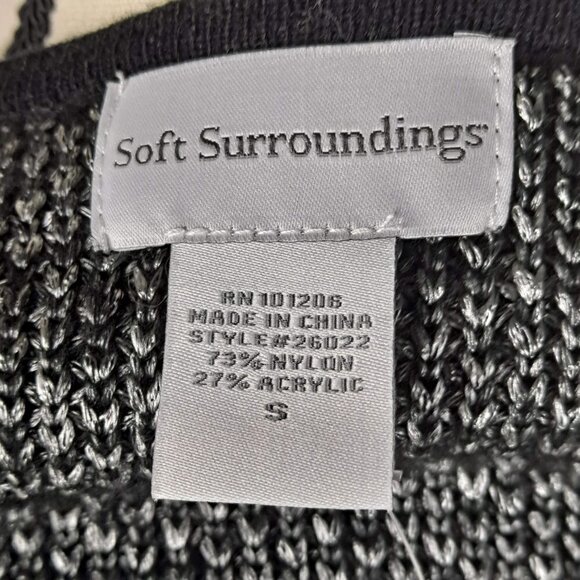 Soft Surroundings
RN 101206
MADE IN CHINA
STYLE#26022
73% NYLON
27% ACRYLIC
S